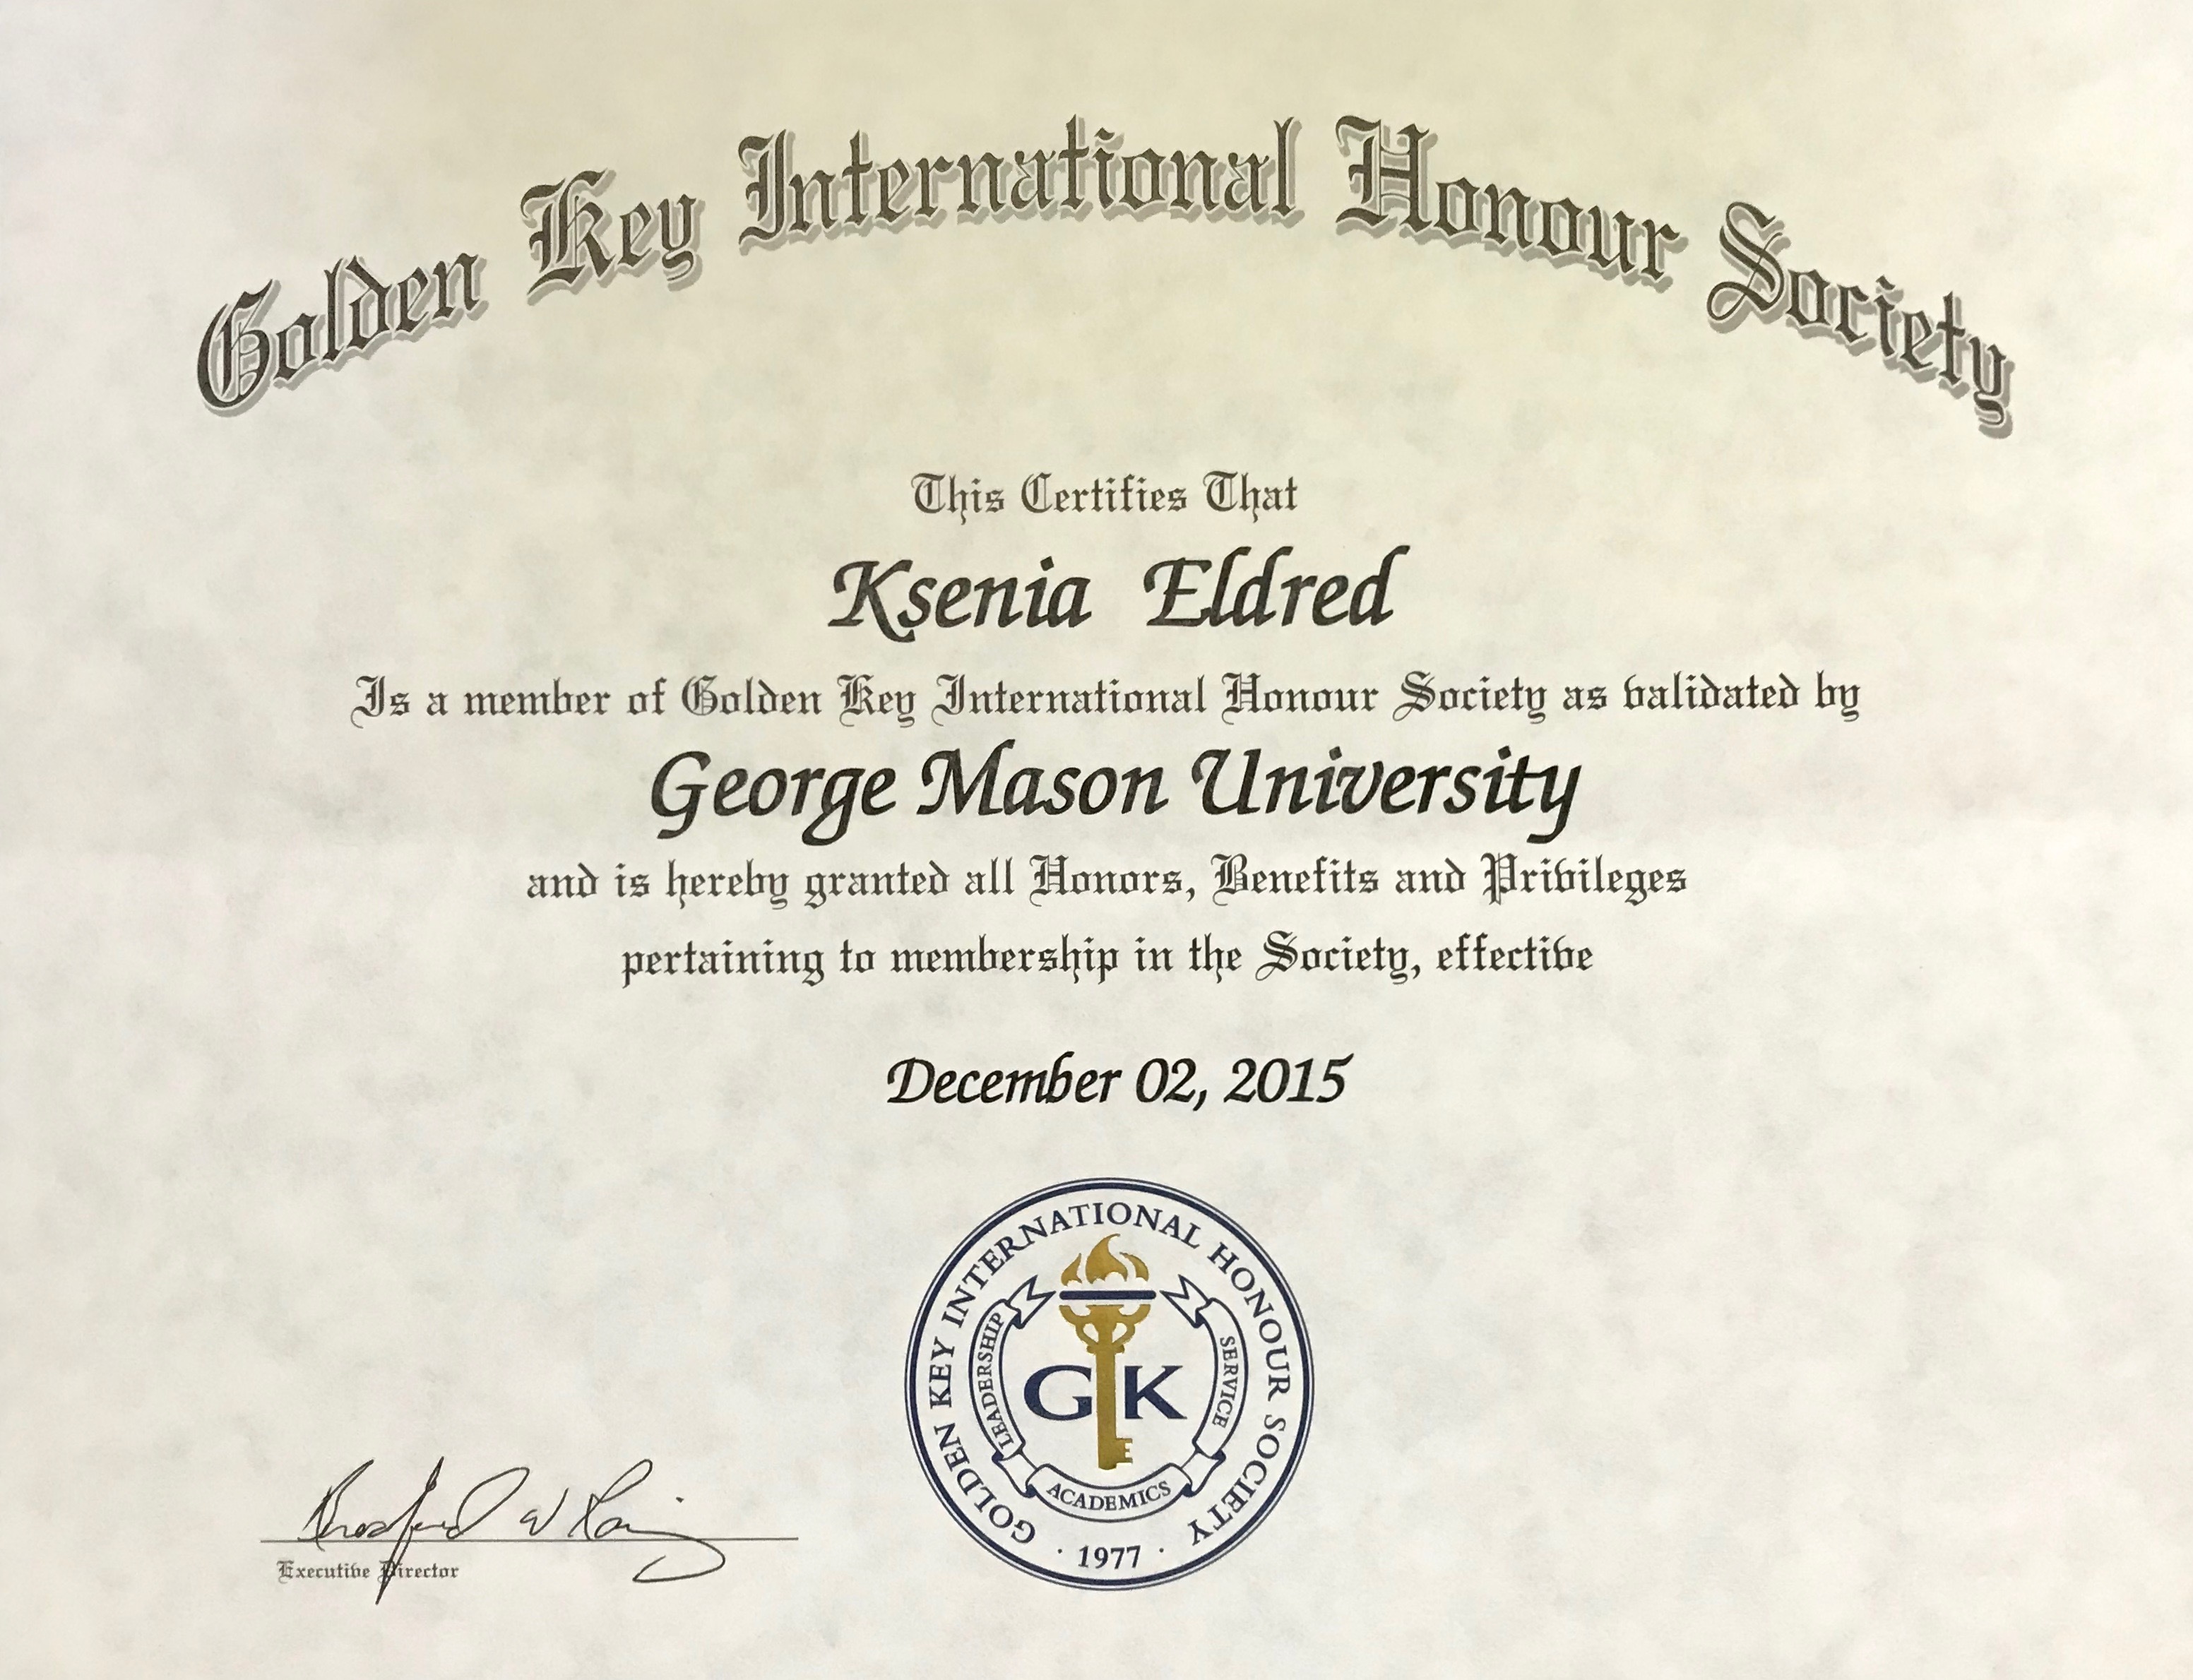 Golden Key International Honour Society
This Certifies That
Ksenia Eldred
Is a member of Golden Key International Honour Society as validated by
George Mason University
and is hereby granted all Honors, Benefits and Privileges
pertaining to membership in the Society, effective
December 02, 2015
GOLDEN KEY INTERNATIONAL HONOUR SOCIETY
LEADERSHIP
SERVICE
GK
ACADEMICS
· 1977 ·
Bradford W
Executive Director